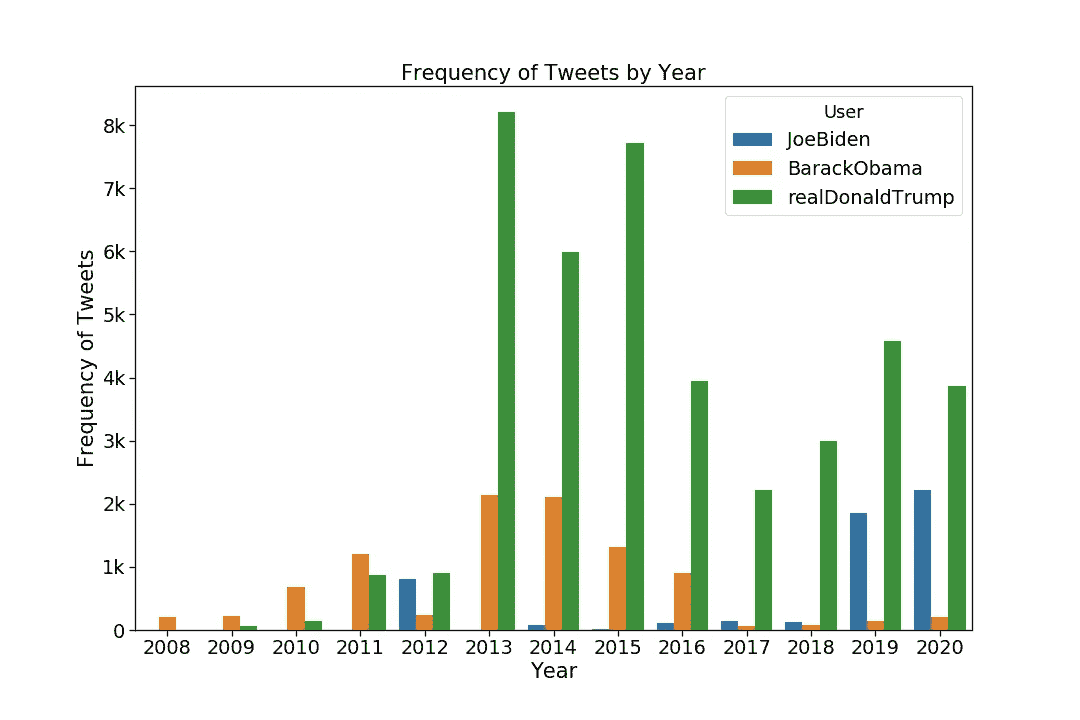 Frequency of Tweets by Year
User
JoeBiden
BarackObama
realDonaldTrump
Frequency of Tweets
8k
7k
6k
5k
4k
3k
2k
1k
0
2008 2009 2010 2011 2012 2013 2014 2015 2016 2017 2018 2019 2020
Year